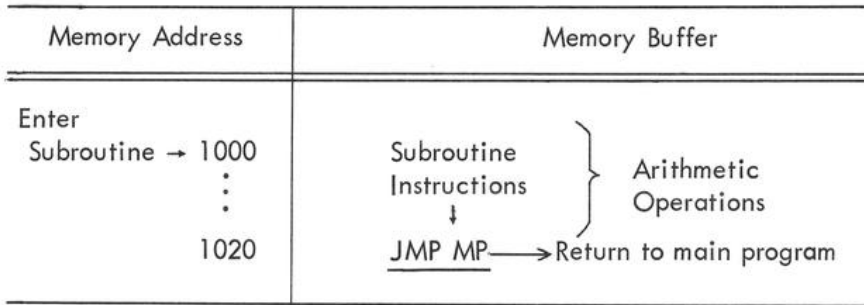 Memory Address Memory Buffer
Enter
Subroutine → 1000 Subroutine
Instructions Arithmetic
Operations
1020 JMP MP → Return to main program